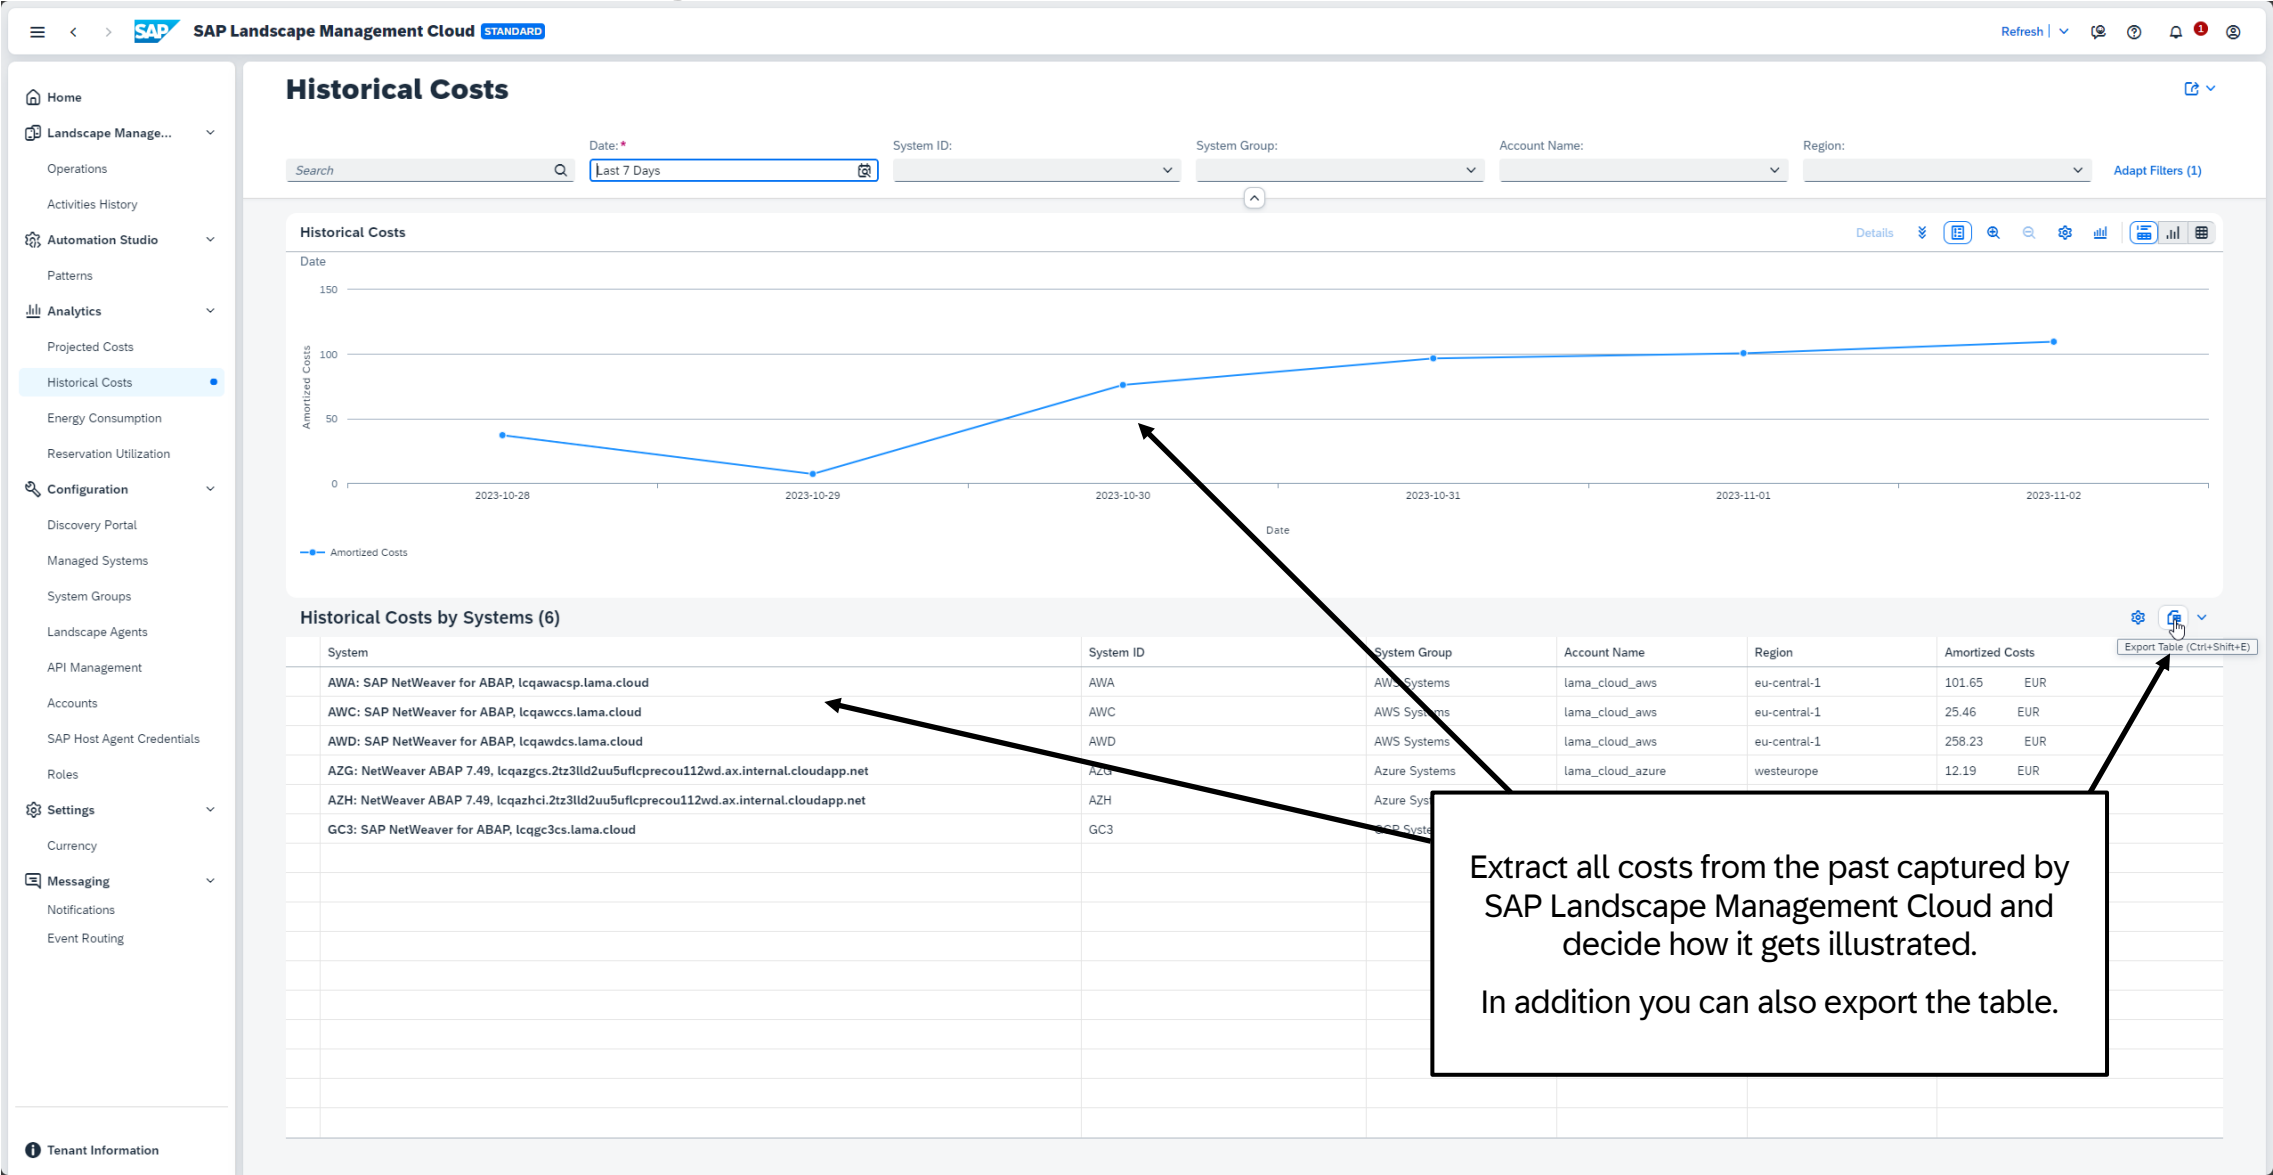 SAP SAP Landscape Management Cloud STANDARD
Refresh
1
Home
Landscape Manage...
Operations
Activities History
Automation Studio
Patterns
Analytics
Projected Costs
Historical Costs
Energy Consumption
Reservation Utilization
Configuration
Discovery Portal
Managed Systems
System Groups
Landscape Agents
API Management
Accounts
SAP Host Agent Credentials
Roles
Settings
Currency
Messaging
Notifications
Event Routing
Tenant Information
Historical Costs
Search
Date:*
Last 7 Days
System ID:
System Group:
Account Name:
Region:
Adapt Filters (1)
Historical Costs
Details
Date
Amortized Costs
150
100
50
0
2023-10-28 2023-10-29 2023-10-30 2023-10-31 2023-11-01 2023-11-02
Date
Amortized Costs
Historical Costs by Systems (6)
Export Table (Ctrl+Shift+E)
System System ID System Group Account Name Region Amortized Costs
AWA: SAP NetWeaver for ABAP, lcqawacsp.lama.cloud AWA AWS Systems lama_cloud_aws eu-central-1 101.65 EUR
AWC: SAP NetWeaver for ABAP, lcqawccs.lama.cloud AWC AWS Systems lama_cloud_aws eu-central-1 25.46 EUR
AWD: SAP NetWeaver for ABAP, lcqawdcs.lama.cloud AWD AWS Systems lama_cloud_aws eu-central-1 258.23 EUR
AZG: NetWeaver ABAP 7.49, lcqazgcs.2tz3lld2uu5uflcprecou112wd.ax.internal.cloudapp.net AZG Azure Systems lama_cloud_azure westeurope 12.19 EUR
AZH: NetWeaver ABAP 7.49, lcqazhci.2tz3lld2uu5uflcprecou112wd.ax.internal.cloudapp.net AZH Azure Sys
GC3: SAP NetWeaver for ABAP, lcqgc3cs.lama.cloud GC3 GCP Syste
Extract all costs from the past captured by
SAP Landscape Management Cloud and
decide how it gets illustrated.
In addition you can also export the table.